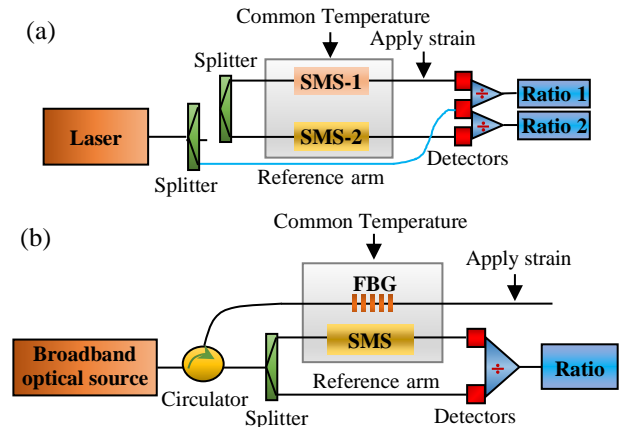 (a)
Common Temperature
Apply strain
Splitter
SMS-1
÷
Ratio 1
Laser
SMS-2
÷
Ratio 2
Detectors
Splitter
Reference arm
(b)
Common Temperature
FBG
Apply strain
Broadband
optical source
SMS
÷
Ratio
Circulator
Reference arm
Splitter
Detectors